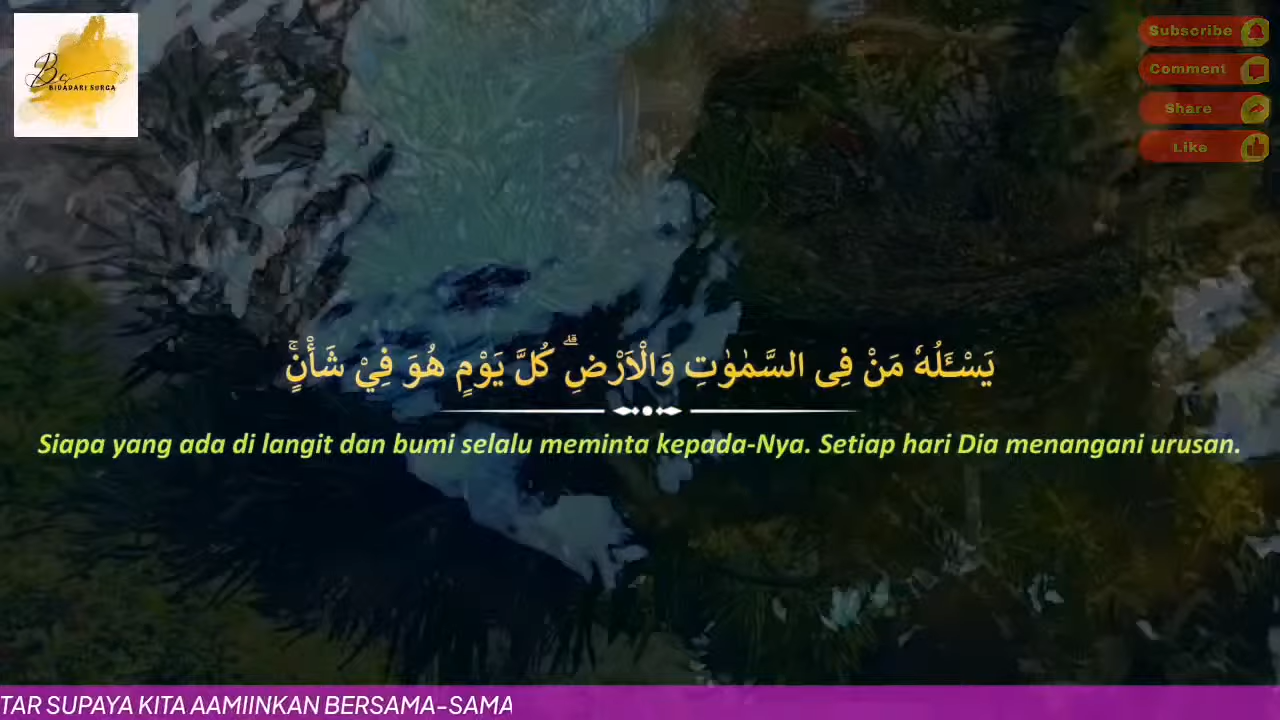 Bs
BIDADARI SURGA
Subscribe
Comment
Share
Like
يَسْـَٔلُهٗ مَنْ فِى السَّمٰوٰتِ وَالْاَرْضِۗ كُلَّ يَوْمٍ هُوَ فِيْ شَأْنٍۚ
Siapa yang ada di langit dan bumi selalu meminta kepada-Nya. Setiap hari Dia menangani urusan.
TAR SUPAYA KITA AAMIINKAN BERSAMA-SAMA